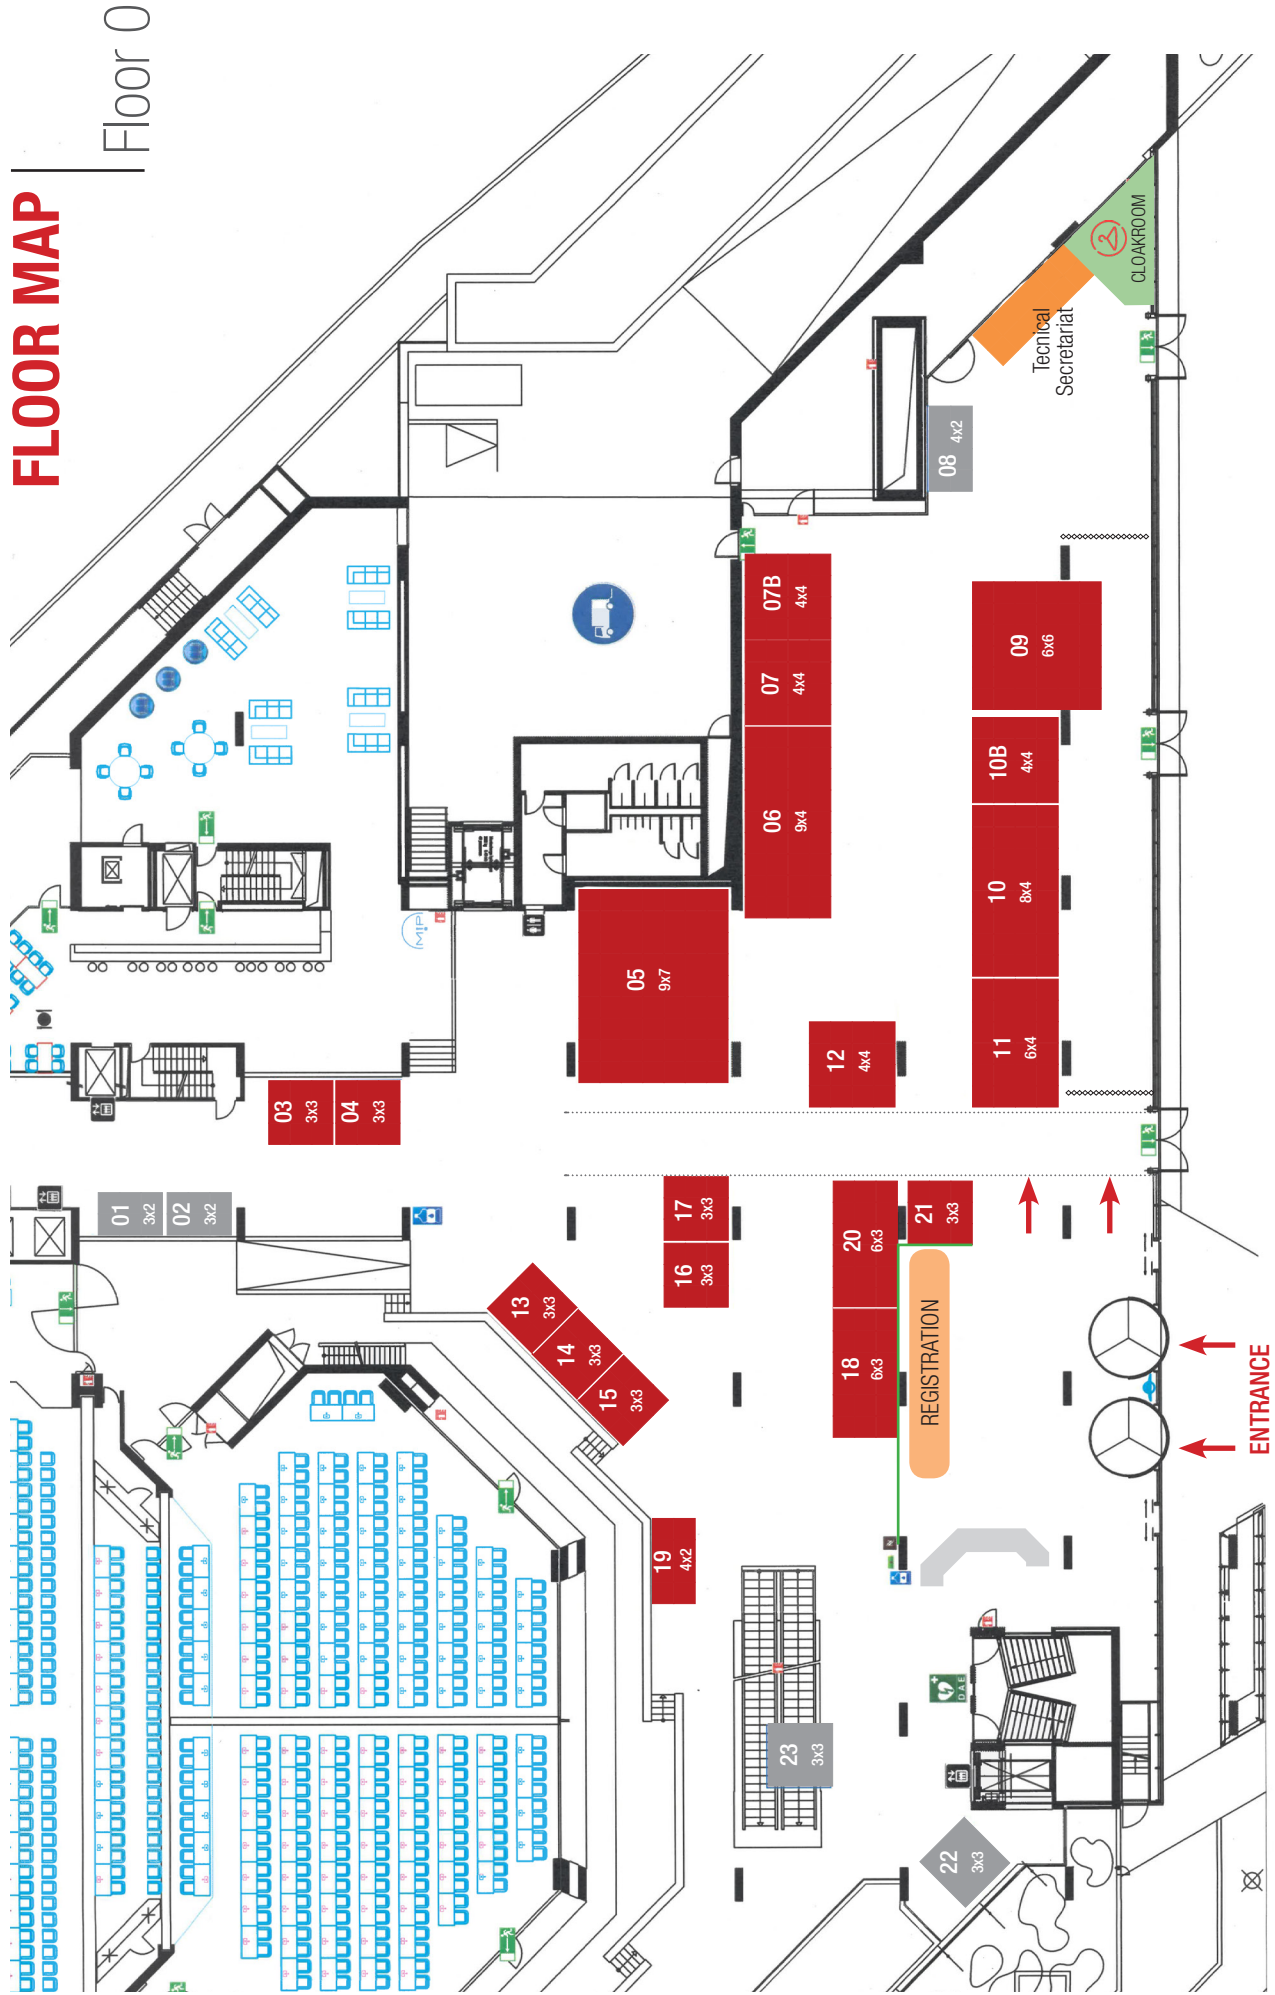 FLOOR MAP
Floor 0
01
3x2
02
3x2
03
3x3
04
3x3
05
9x7
06
9x4
07
4x4
07B
4x4
08
4x2
09
6x6
10B
4x4
10
8x4
11
6x4
12
4x4
13
3x3
14
3x3
15
3x3
16
3x3
17
3x3
18
6x3
19
4x2
20
6x3
21
3x3
22
3x3
23
3x3
REGISTRATION
ENTRANCE
Tecnical
Secretariat
CLOAKROOM
MIP
DAE